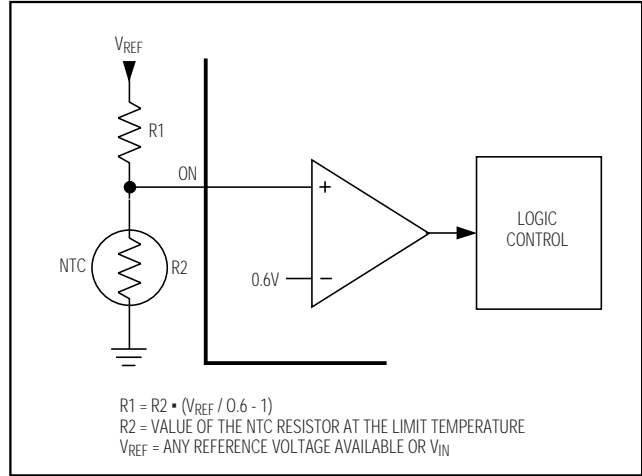 VREF
R1
ON
+
LOGIC
CONTROL
NTC
R2
0.6V
−
R1 = R2 ▪ (VREF / 0.6 - 1)
R2 = VALUE OF THE NTC RESISTOR AT THE LIMIT TEMPERATURE
VREF = ANY REFERENCE VOLTAGE AVAILABLE OR VIN